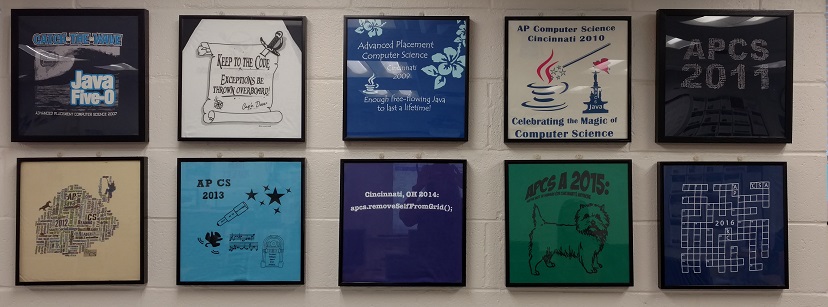 CATCH THE WAVE
Java
Five-O
ADVANCED PLACEMENT COMPUTER SCIENCE 2007
KEEP TO THE CODE
EXCEPTIONS BE
THROWN OVERBOARD!
Advanced Placement
Computer Science
Cincinnati
2009
Enough free-flowing Java
to last a lifetime!
AP Computer Science
Cincinnati 2010
Java
Celebrating the Magic of
Computer Science
APCS
2011
AP
CS
2012
AP CS
2013
Cincinnati, OH 2014:
apcs.removeSelfFromGrid();
APCS A 2015:
CSA
2016